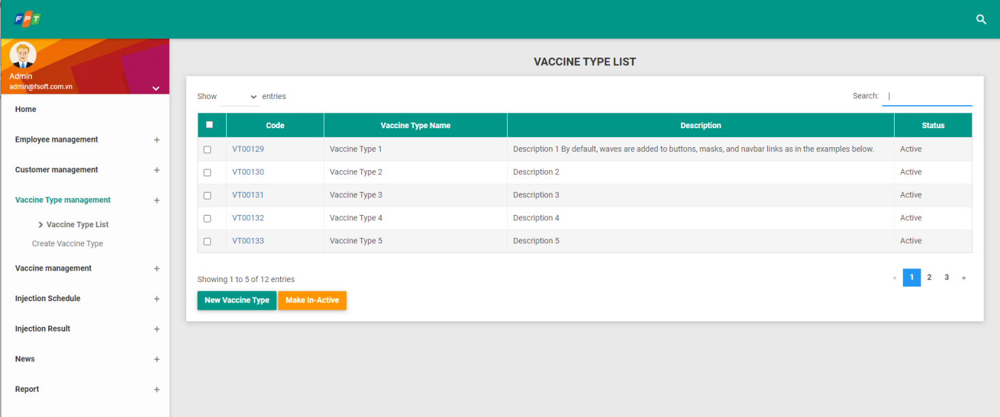 FPT
Admin
admin@fsoft.com.vn
Home
Employee management +
Customer management +
Vaccine Type management +
Vaccine Type List
Create Vaccine Type
Vaccine management +
Injection Schedule +
Injection Result +
News +
Report +
VACCINE TYPE LIST
Show entries
Search:
Code Vaccine Type Name Description Status
VT00129 Vaccine Type 1 Description 1 By default, waves are added to buttons, masks, and navbar links as in the examples below. Active
VT00130 Vaccine Type 2 Description 2 Active
VT00131 Vaccine Type 3 Description 3 Active
VT00132 Vaccine Type 4 Description 4 Active
VT00133 Vaccine Type 5 Description 5 Active
Showing 1 to 5 of 12 entries
« 1 2 3 »
New Vaccine Type Make In-Active